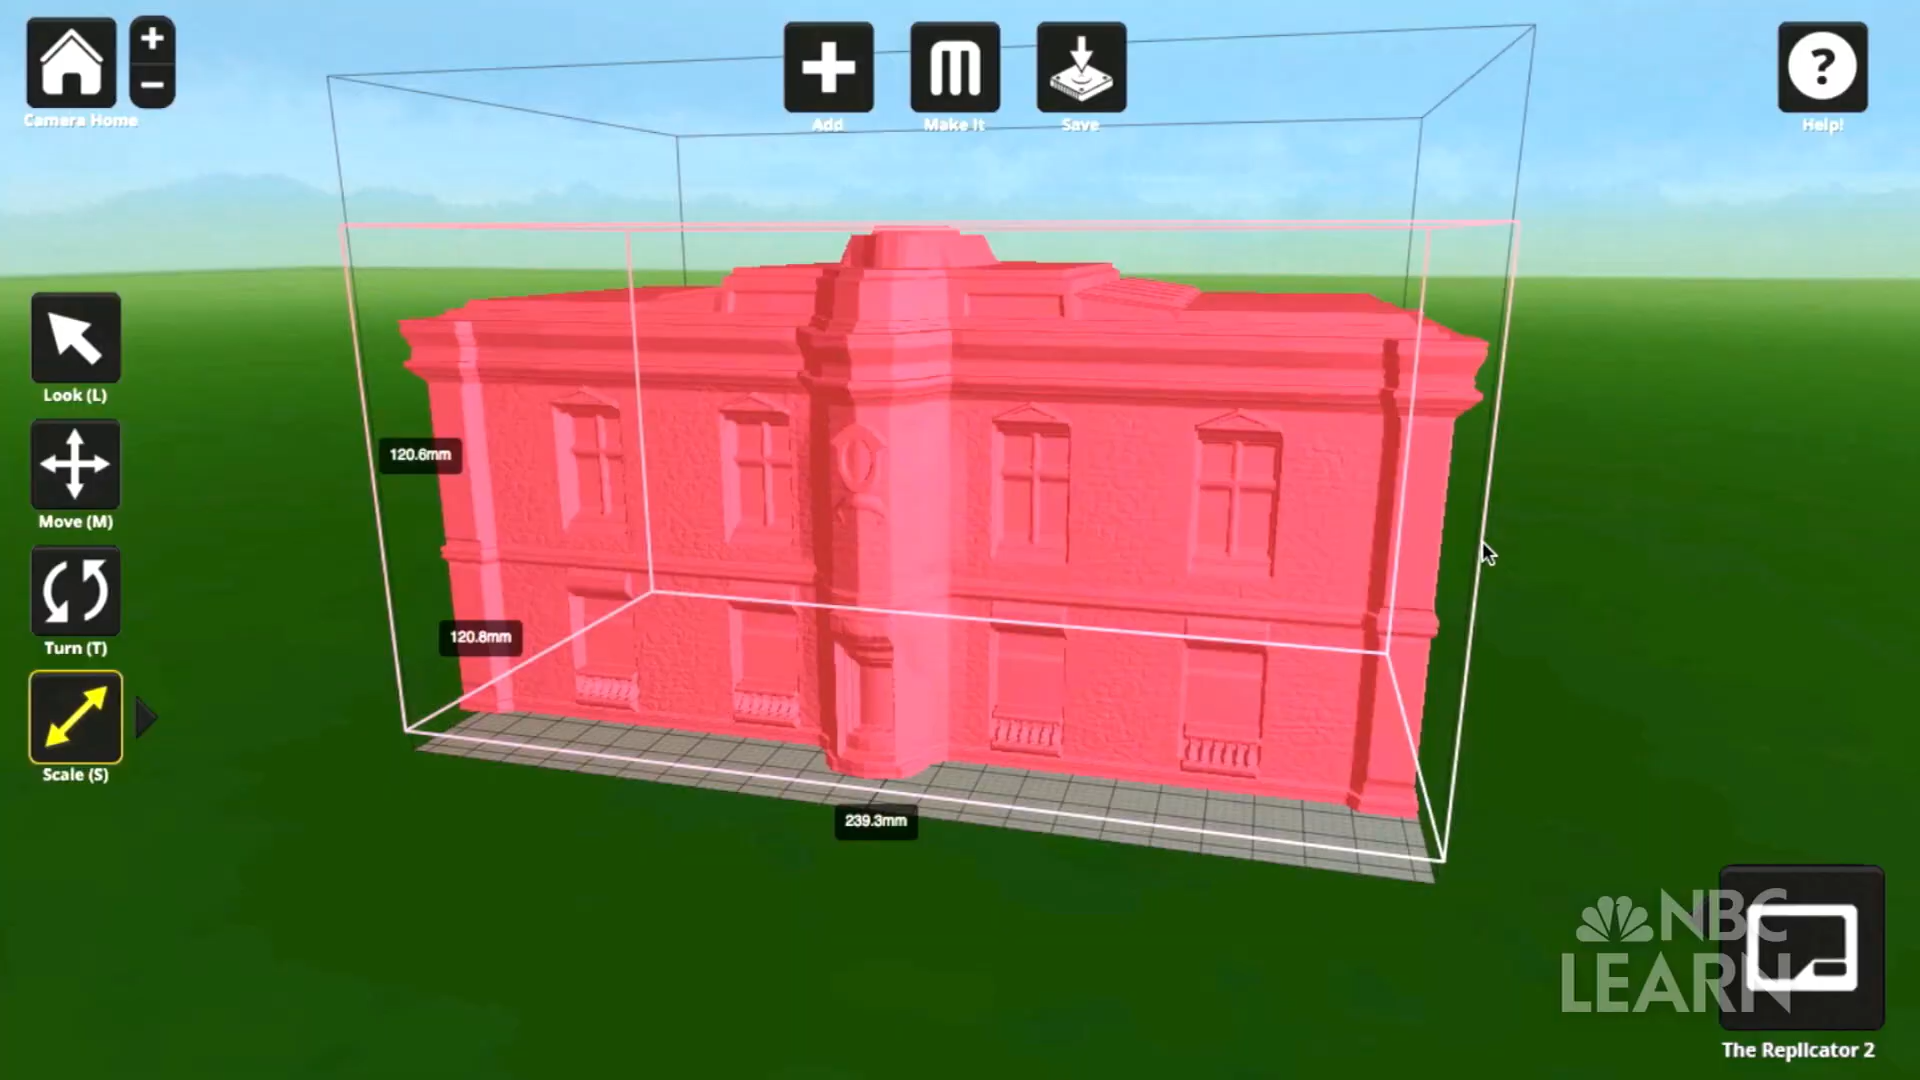 Camera Home
Add
Make It
Save
Help!
Look (L)
Move (M)
Turn (T)
Scale (S)
120.6mm
120.8mm
239.3mm
NBC
LEARN
The Replicator 2